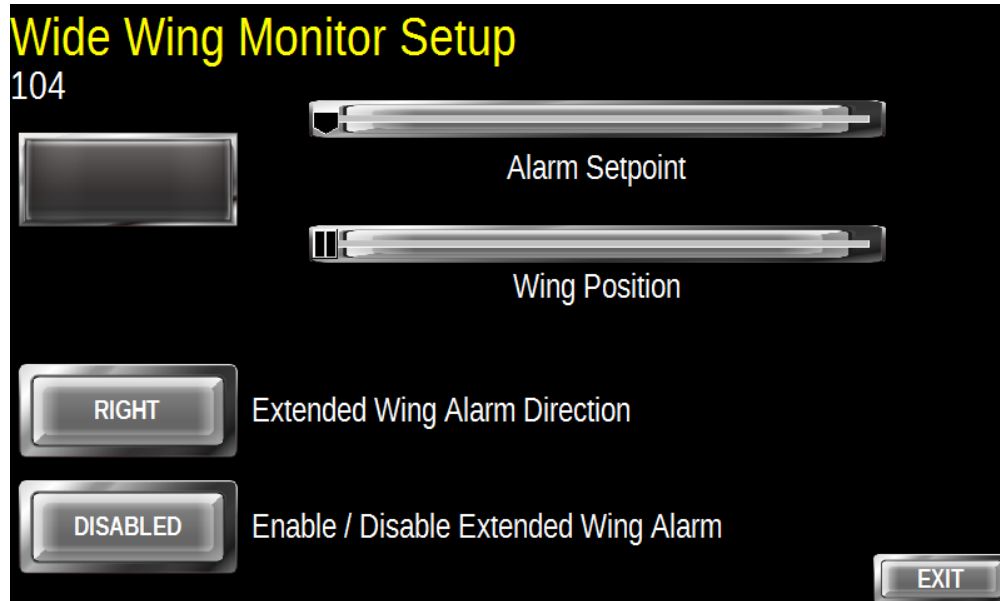 Wide Wing Monitor Setup
104
Alarm Setpoint
Wing Position
RIGHT
Extended Wing Alarm Direction
DISABLED
Enable / Disable Extended Wing Alarm
EXIT